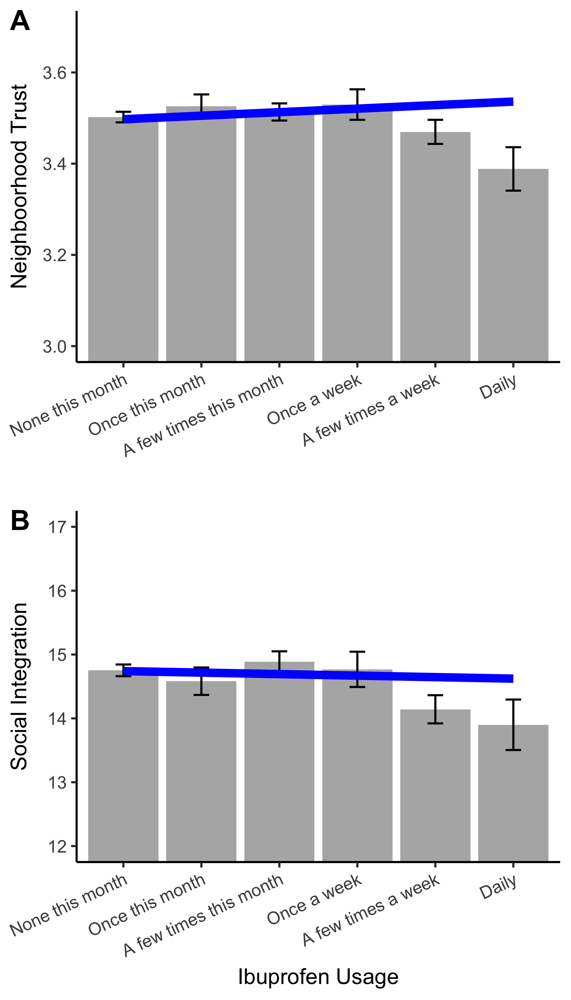 A
Neighboorhood Trust
3.6
3.4
3.2
3.0
None this month
Once this month
A few times this month
Once a week
A few times a week
Daily
B
Social Integration
17
16
15
14
13
12
None this month
Once this month
A few times this month
Once a week
A few times a week
Daily
Ibuprofen Usage